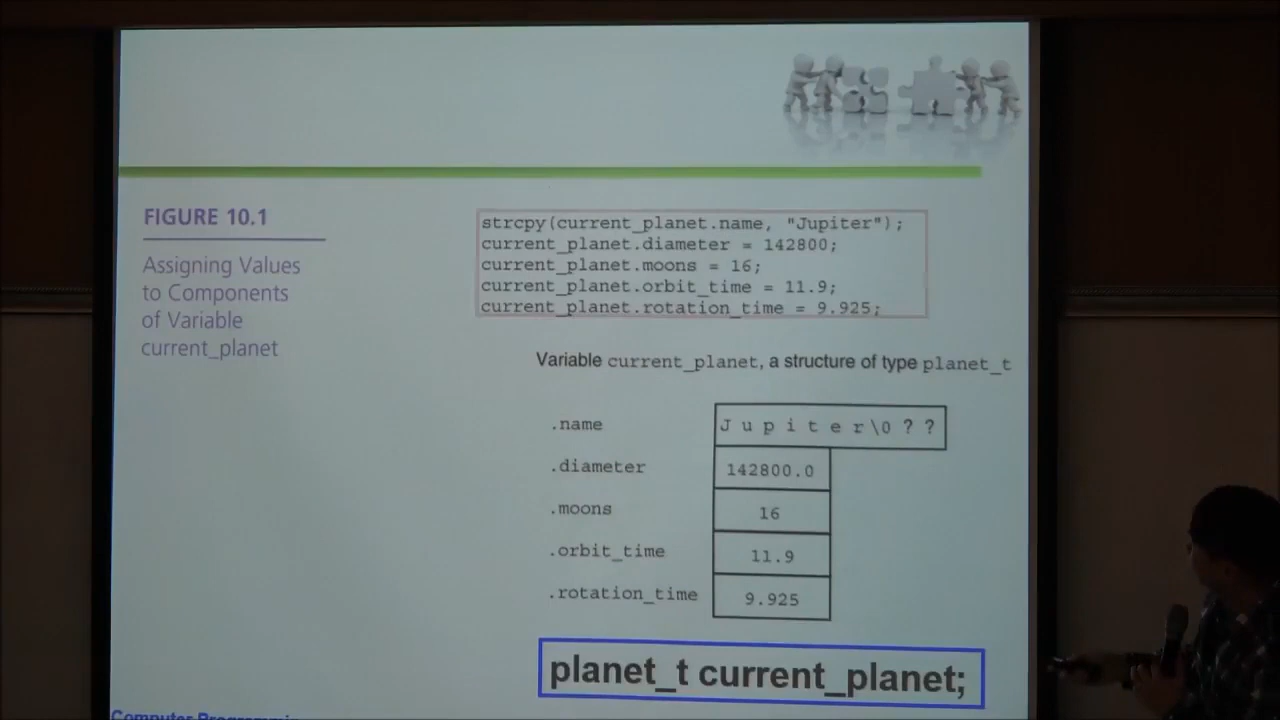 FIGURE 10.1
Assigning Values
to Components
of Variable
current_planet
strcpy(current_planet.name, "Jupiter");
current_planet.diameter = 142800;
current_planet.moons = 16;
current_planet.orbit_time = 11.9;
current_planet.rotation_time = 9.925;
Variable current_planet, a structure of type planet_t
.name J u p i t e r \0 ? ?
.diameter 142800.0
.moons 16
.orbit_time 11.9
.rotation_time 9.925
planet_t current_planet;
Computer